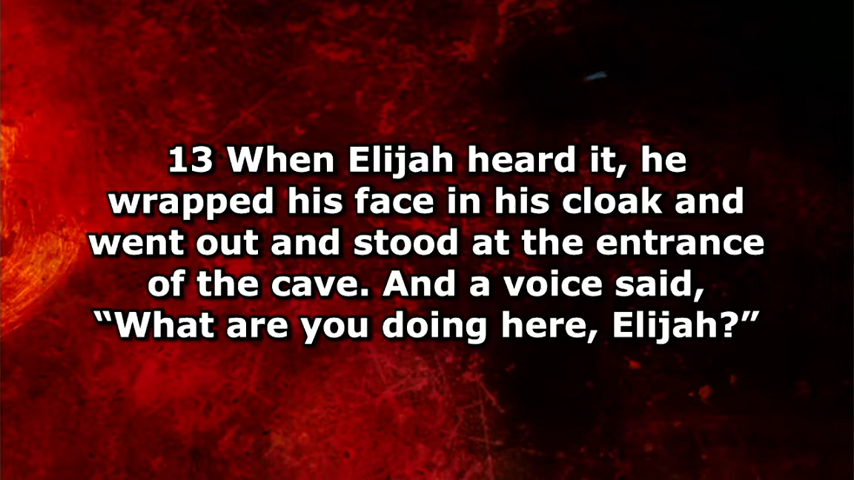 13 When Elijah heard it, he
wrapped his face in his cloak and
went out and stood at the entrance
of the cave. And a voice said,
“What are you doing here, Elijah?”